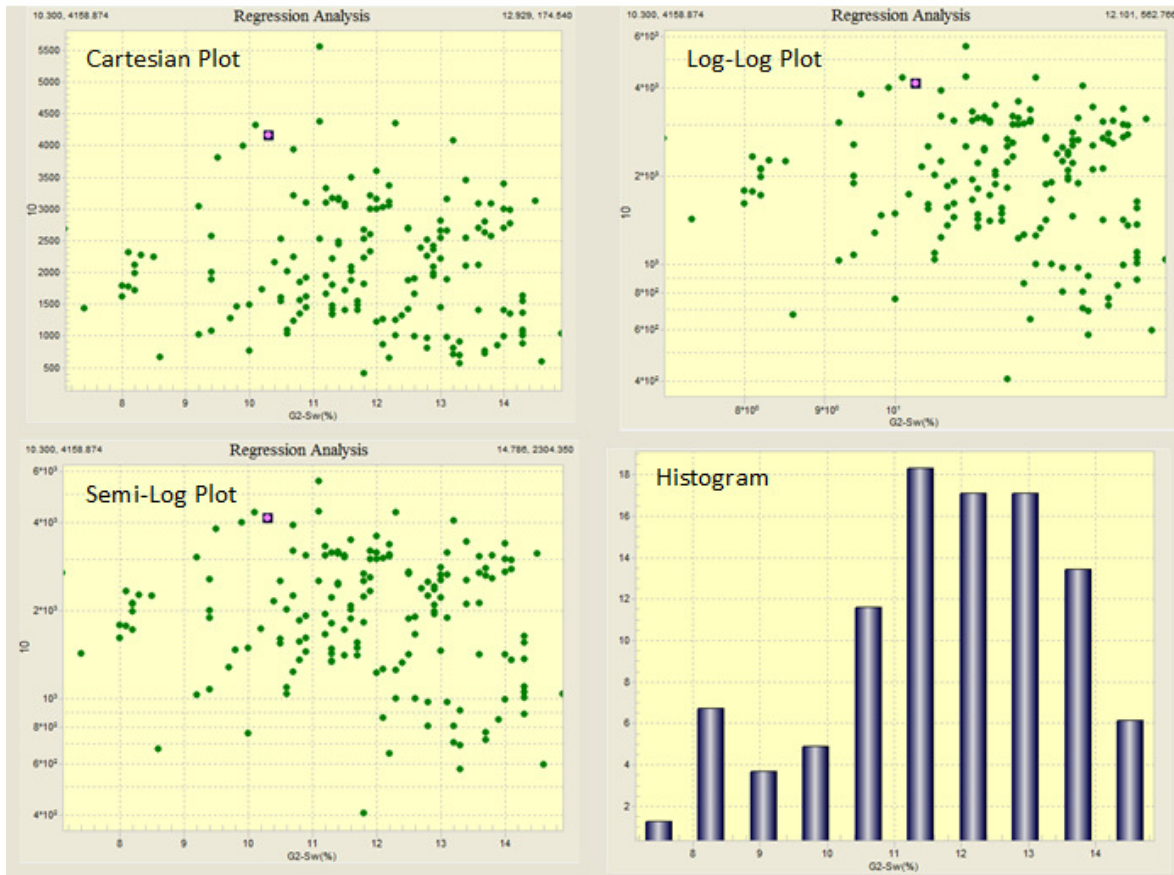 10.300, 4158.874 Regression Analysis 12.929, 174.540
Cartesian Plot
5500
5000
4500
4000
3500
3000
2500
2000
1500
1000
500
10
8 9 10 11 12 13 14
G2-Sw(%)
10.300, 4158.874 Regression Analysis 12.101, 562.766
Log-Log Plot
6*10³
4*10³
2*10³
10³
8*10²
6*10²
4*10²
10
8*10⁰ 9*10⁰ 10¹
G2-Sw(%)
10.300, 4158.874 Regression Analysis 14.786, 2304.350
Semi-Log Plot
6*10³
4*10³
2*10³
10³
8*10²
6*10²
4*10²
10
8 9 10 11 12 13 14
G2-Sw(%)
Histogram
18
16
14
12
10
8
6
4
2
8 9 10 11 12 13 14
G2-Sw(%)